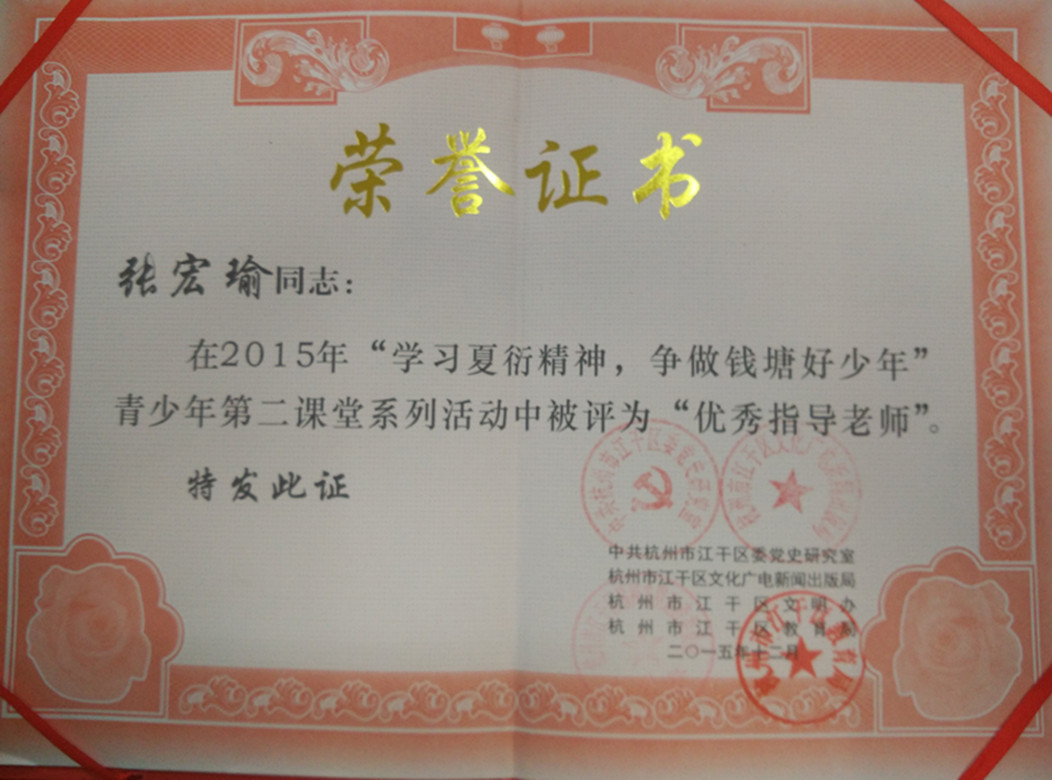 荣誉证书
张宏瑜同志：
在2015年“学习夏衍精神，争做钱塘好少年”
青少年第二课堂系列活动中被评为“优秀指导老师”。
特发此证
中共杭州市江干区委党史研究室
杭州市江干区文化广电新闻出版局
杭州市江干区文明办
杭州市江干区教育局
二〇一五年十二月